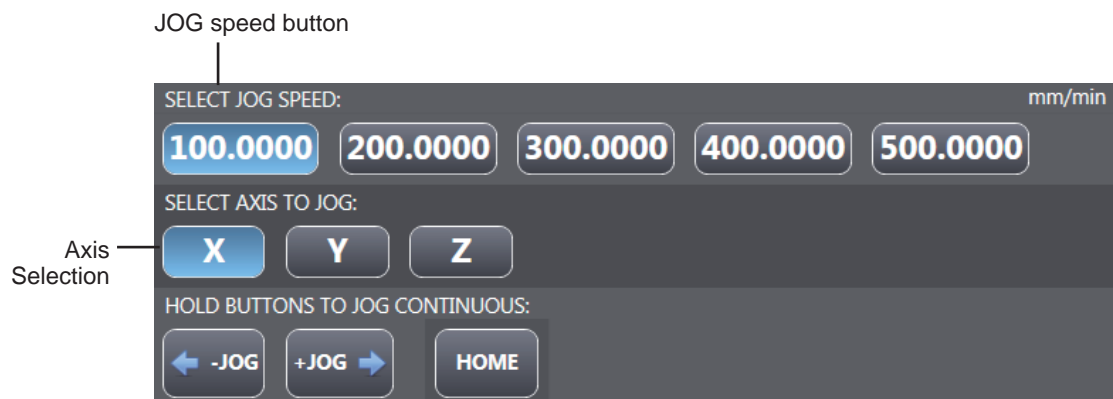 JOG speed button
SELECT JOG SPEED: mm/min
100.0000 200.0000 300.0000 400.0000 500.0000
SELECT AXIS TO JOG:
Axis
Selection
X Y Z
HOLD BUTTONS TO JOG CONTINUOUS:
-JOG +JOG HOME